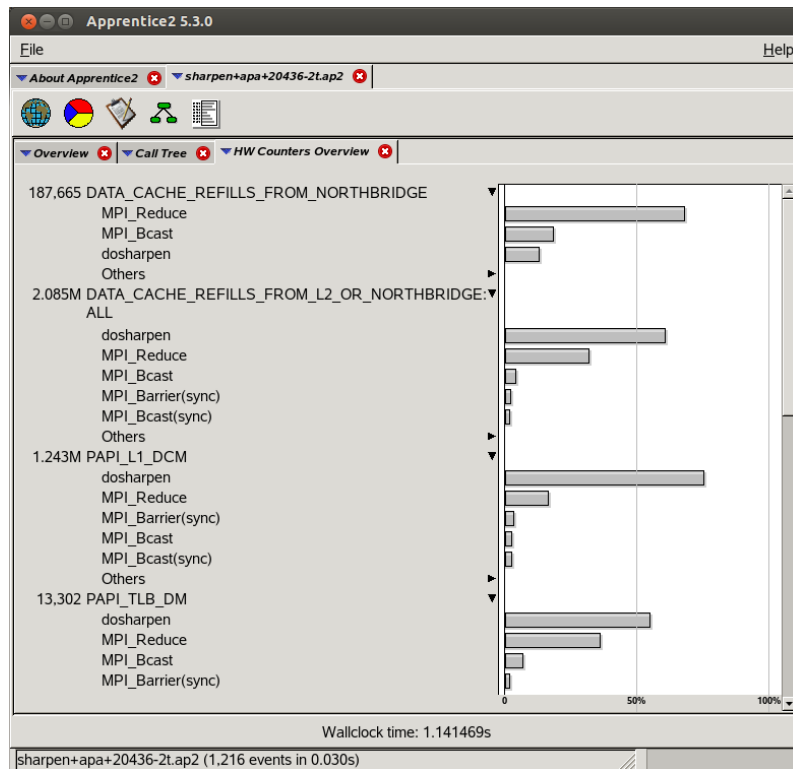 Apprentice2 5.3.0
File Help
About Apprentice2 sharpen+apa+20436-2t.ap2
Overview Call Tree HW Counters Overview
187,665 DATA_CACHE_REFILLS_FROM_NORTHBRIDGE
MPI_Reduce
MPI_Bcast
dosharpen
Others
2.085M DATA_CACHE_REFILLS_FROM_L2_OR_NORTHBRIDGE:
ALL
dosharpen
MPI_Reduce
MPI_Bcast
MPI_Barrier(sync)
MPI_Bcast(sync)
Others
1.243M PAPI_L1_DCM
dosharpen
MPI_Reduce
MPI_Barrier(sync)
MPI_Bcast
MPI_Bcast(sync)
Others
13,302 PAPI_TLB_DM
dosharpen
MPI_Reduce
MPI_Bcast
MPI_Barrier(sync)
0 50% 100%
Wallclock time: 1.141469s
sharpen+apa+20436-2t.ap2 (1,216 events in 0.030s)